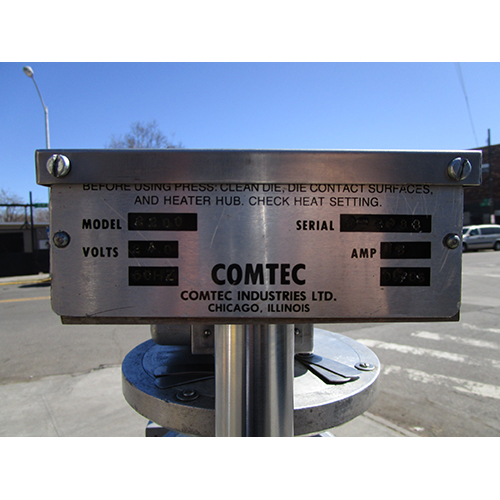 BEFORE USING PRESS: CLEAN DIE, DIE CONTACT SURFACES,
AND HEATER HUB. CHECK HEAT SETTING.
MODEL SERIAL
VOLTS AMP
60HZ
COMTEC
COMTEC INDUSTRIES LTD.
CHICAGO, ILLINOIS